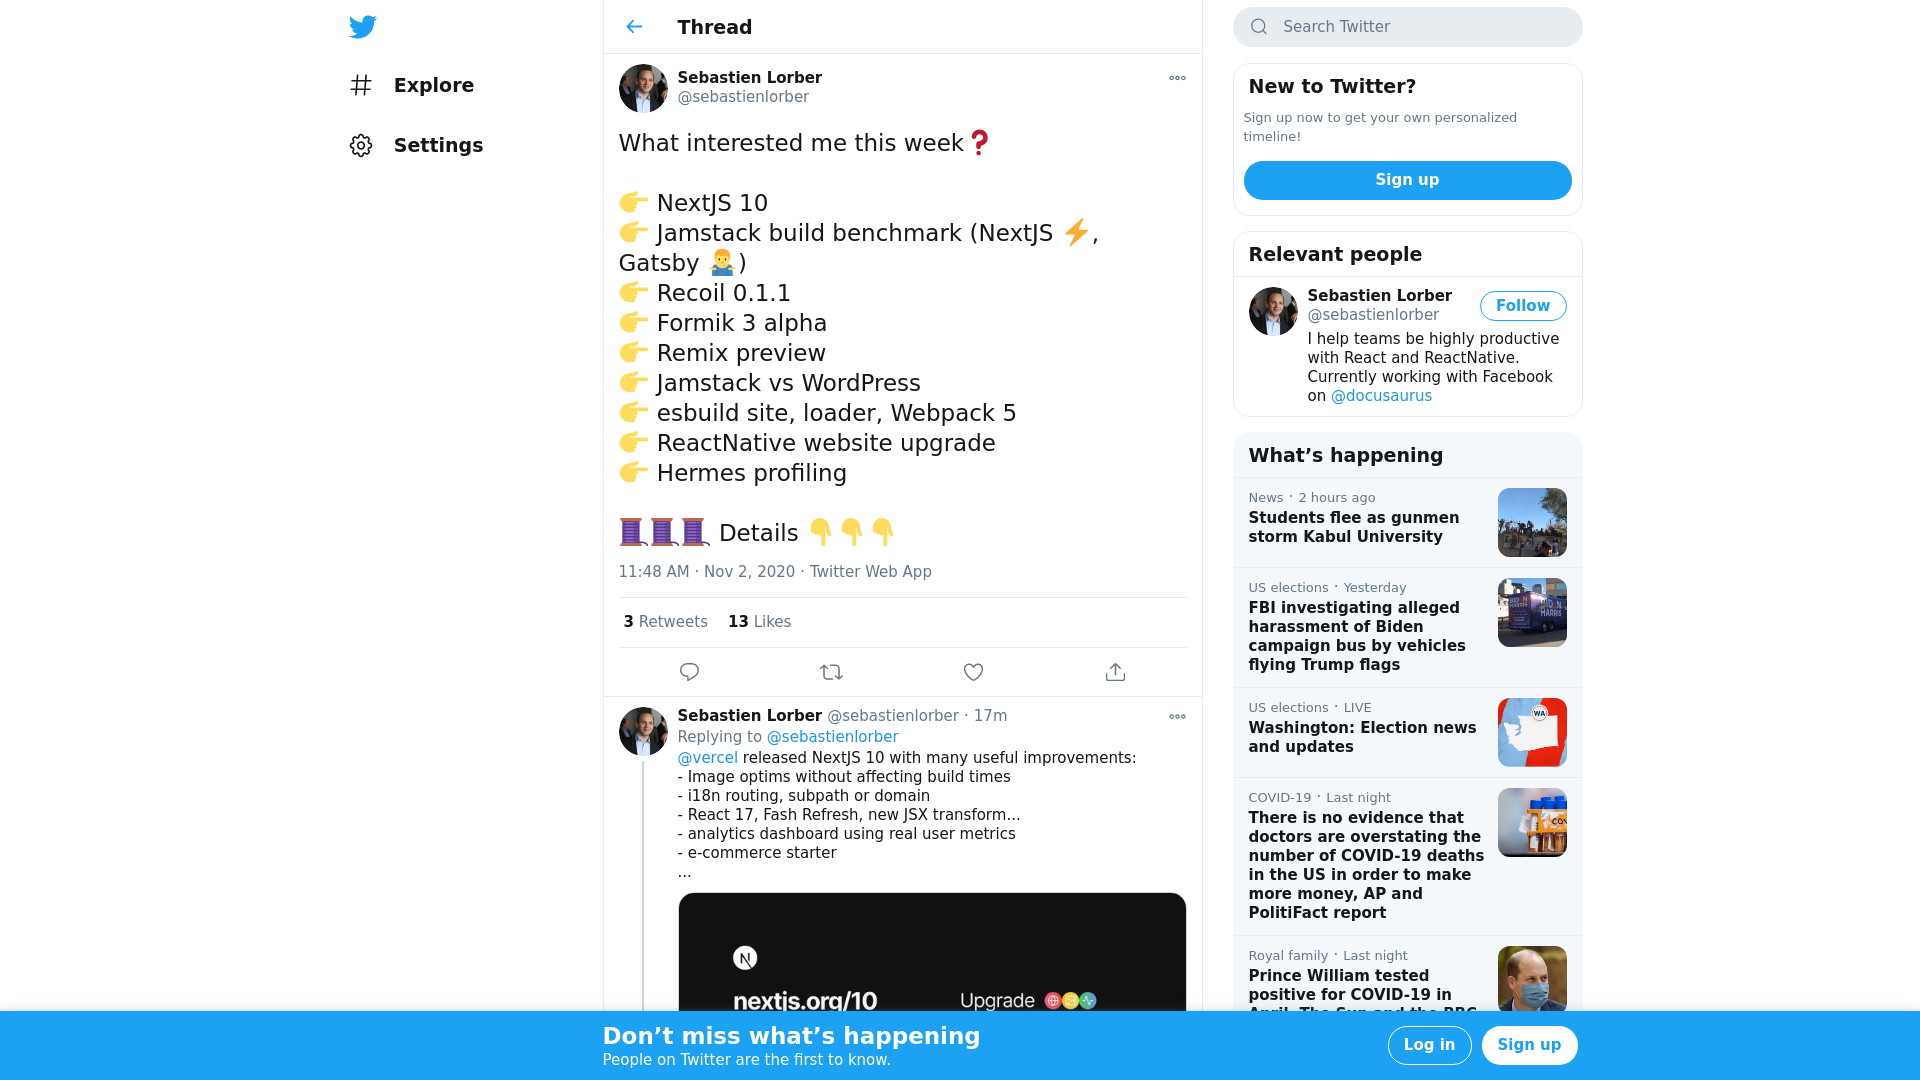 Explore
Settings
Thread
Sebastien Lorber
@sebastienlorber
What interested me this week❓
👉 NextJS 10
👉 Jamstack build benchmark (NextJS ⚡,
Gatsby 🤷‍♂️)
👉 Recoil 0.1.1
👉 Formik 3 alpha
👉 Remix preview
👉 Jamstack vs WordPress
👉 esbuild site, loader, Webpack 5
👉 ReactNative website upgrade
👉 Hermes profiling
🧵🧵🧵 Details 👇👇👇
11:48 AM · Nov 2, 2020 · Twitter Web App
3 Retweets 13 Likes
Sebastien Lorber @sebastienlorber · 17m
Replying to @sebastienlorber
@vercel released NextJS 10 with many useful improvements:
- Image optims without affecting build times
- i18n routing, subpath or domain
- React 17, Fash Refresh, new JSX transform...
- analytics dashboard using real user metrics
- e-commerce starter
...
N
nextjs.org/10
Upgrade
Search Twitter
New to Twitter?
Sign up now to get your own personalized
timeline!
Sign up
Relevant people
Sebastien Lorber
@sebastienlorber
Follow
I help teams be highly productive
with React and ReactNative.
Currently working with Facebook
on @docusaurus
What’s happening
News · 2 hours ago
Students flee as gunmen
storm Kabul University
US elections · Yesterday
FBI investigating alleged
harassment of Biden
campaign bus by vehicles
flying Trump flags
BIDEN
HARRIS
US elections · LIVE
Washington: Election news
and updates
WA
COVID-19 · Last night
There is no evidence that
doctors are overstating the
number of COVID-19 deaths
in the US in order to make
more money, AP and
PolitiFact report
Royal family · Last night
Prince William tested
positive for COVID-19 in
April, The Sun and the BBC
Don’t miss what’s happening
People on Twitter are the first to know.
Log in
Sign up